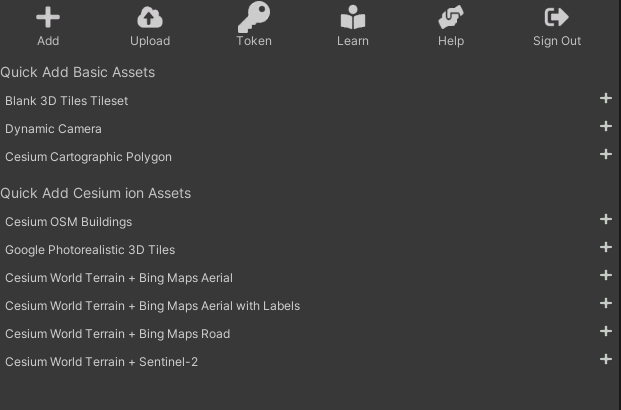 Add Upload Token Learn Help Sign Out
Quick Add Basic Assets
Blank 3D Tiles Tileset
Dynamic Camera
Cesium Cartographic Polygon
Quick Add Cesium ion Assets
Cesium OSM Buildings
Google Photorealistic 3D Tiles
Cesium World Terrain + Bing Maps Aerial
Cesium World Terrain + Bing Maps Aerial with Labels
Cesium World Terrain + Bing Maps Road
Cesium World Terrain + Sentinel-2